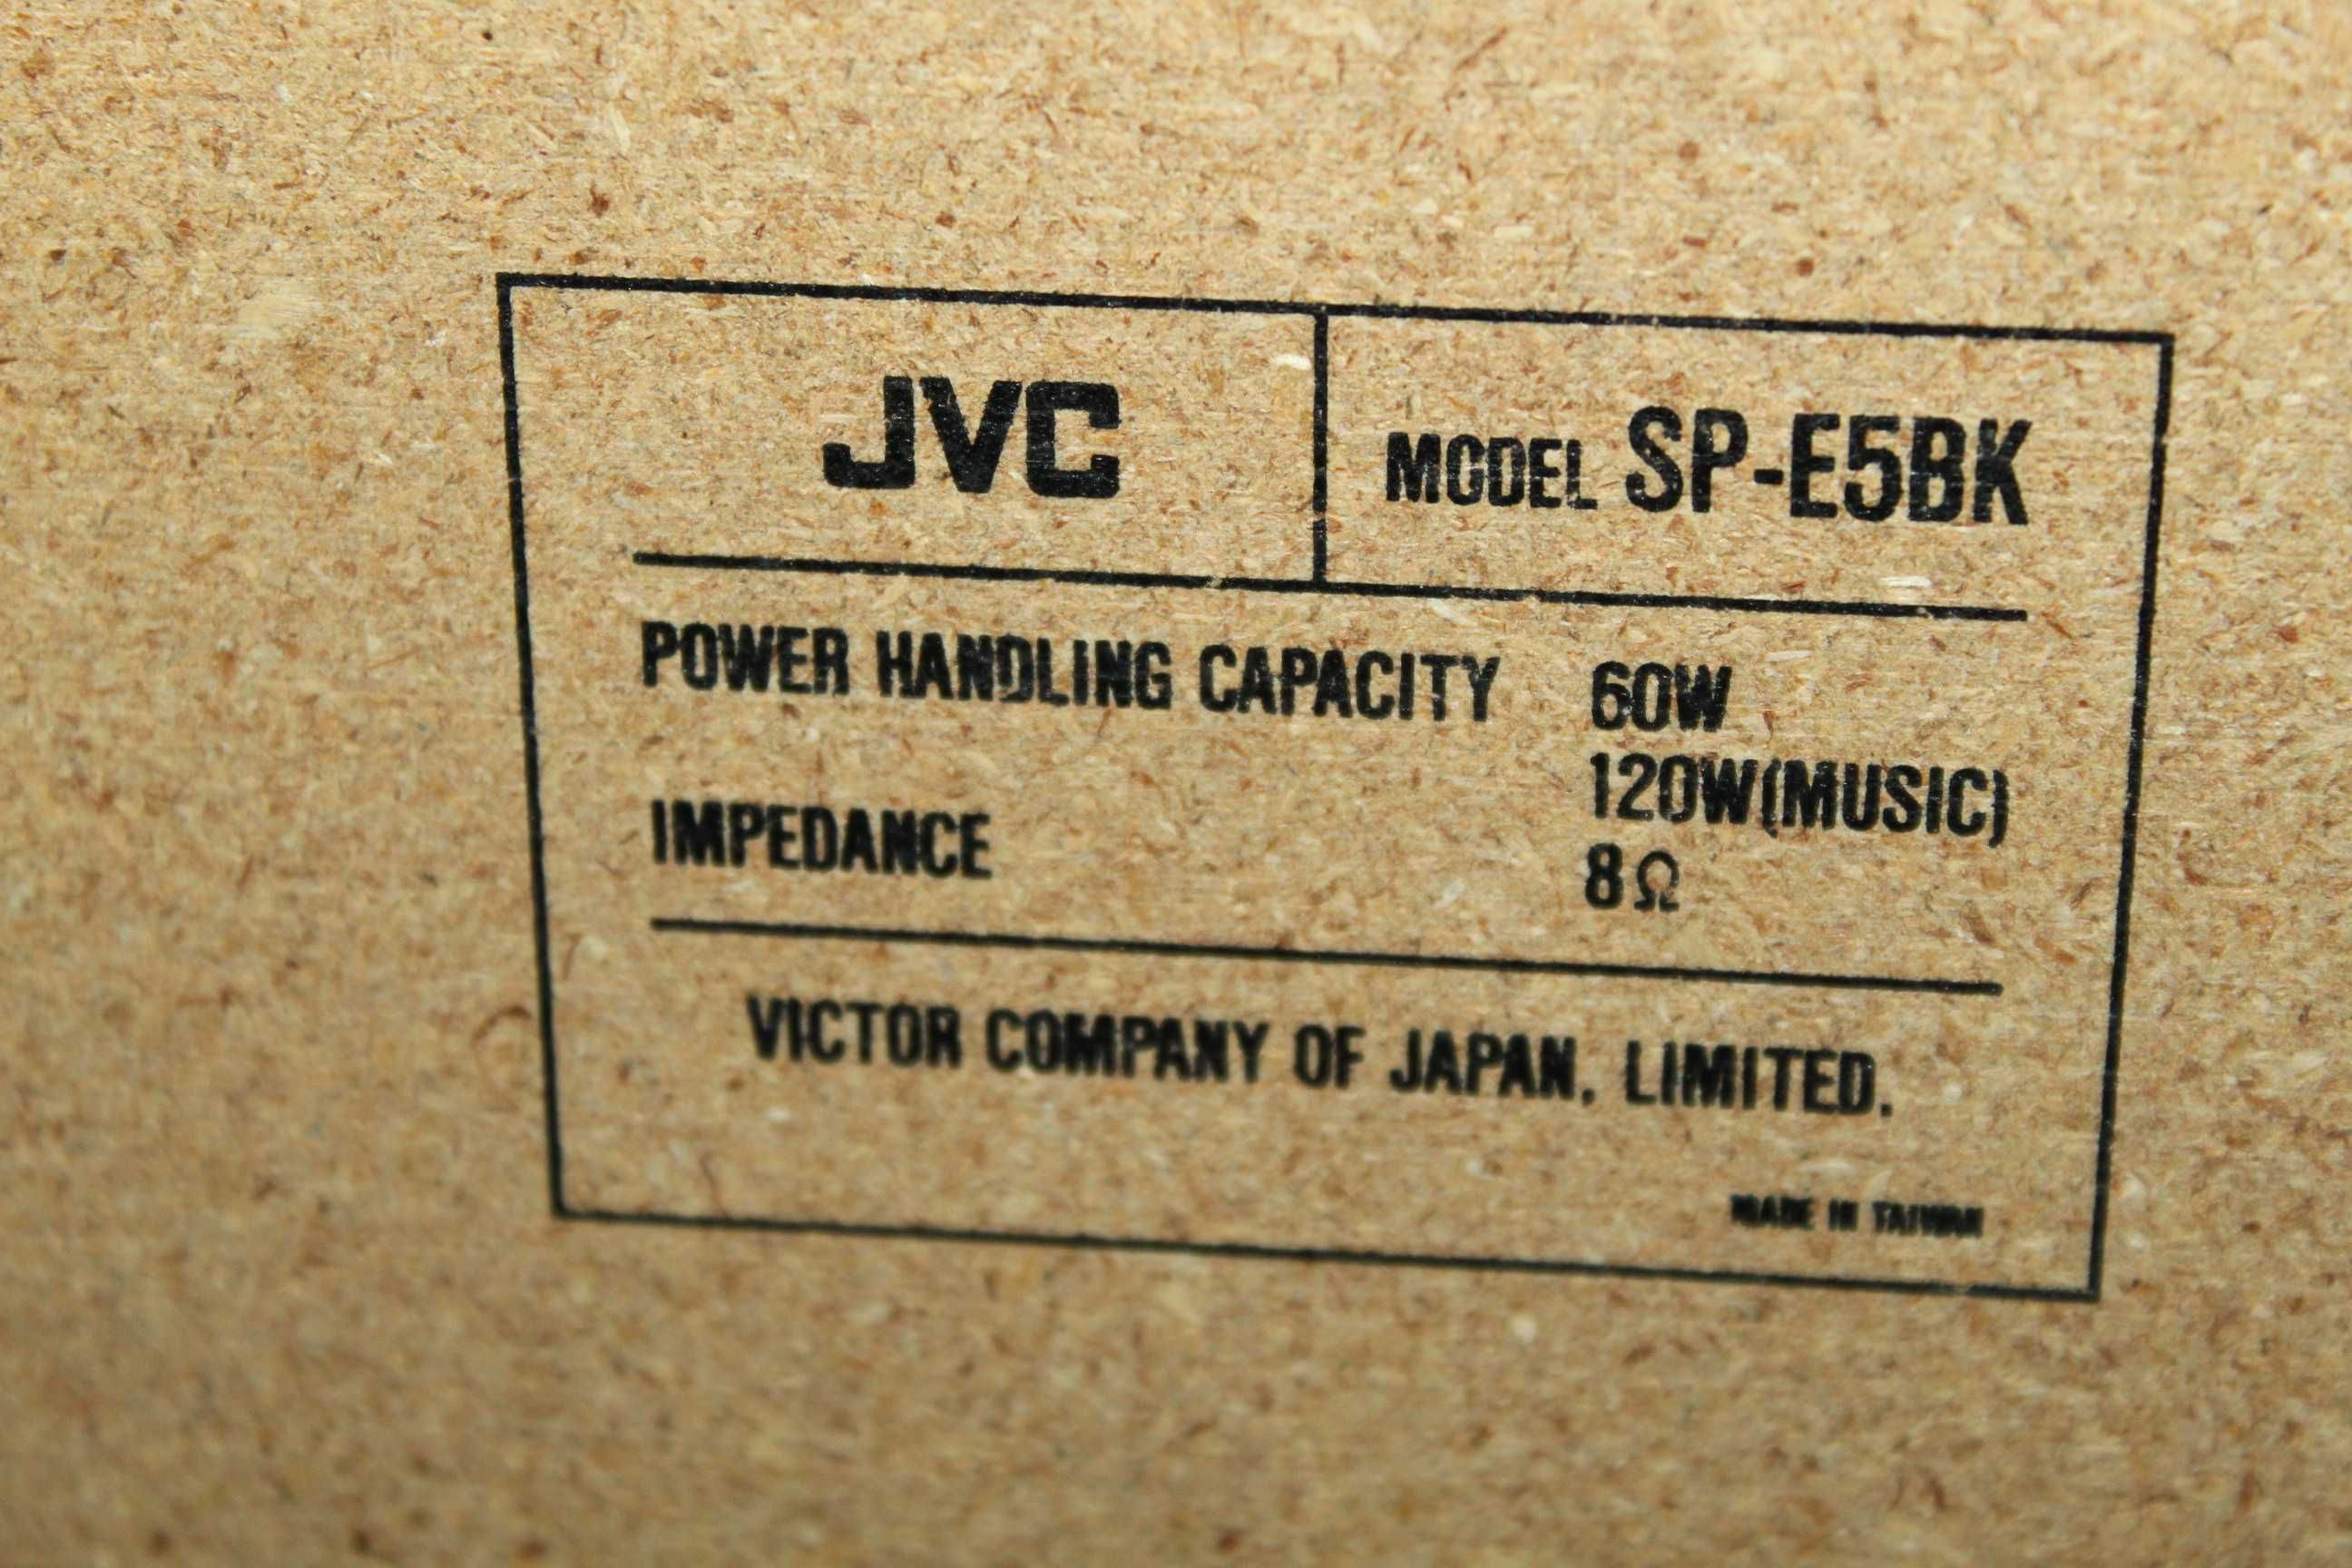 JVC
MODEL SP-E5BK
POWER HANDLING CAPACITY 60W
120W(MUSIC)
IMPEDANCE 8Ω
VICTOR COMPANY OF JAPAN, LIMITED.
MADE IN TAIWAN